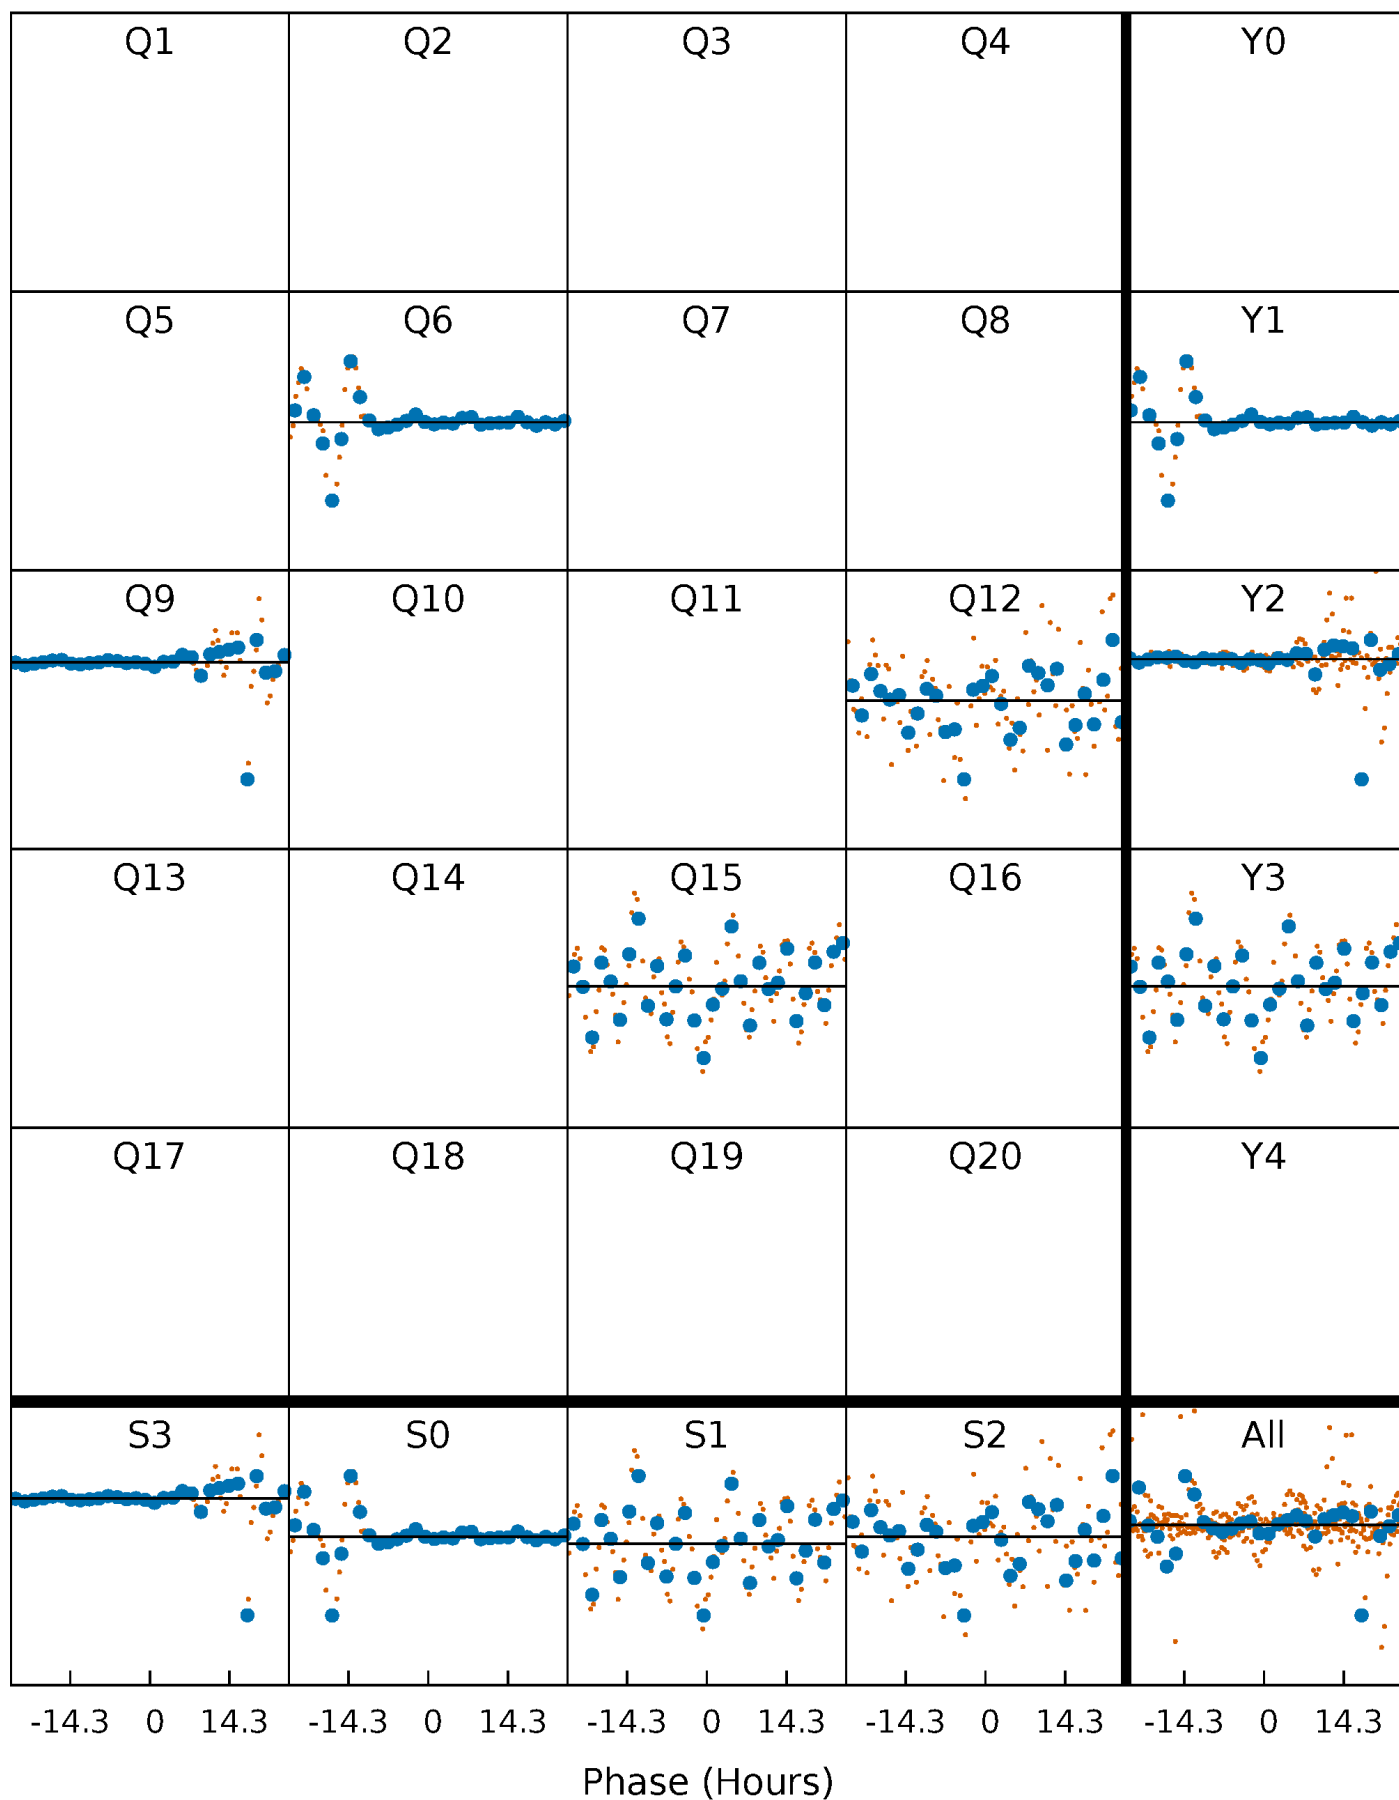 Q1 Q2 Q3 Q4 Y0
Q5 Q6 Q7 Q8 Y1
Q9 Q10 Q11 Q12 Y2
Q13 Q14 Q15 Q16 Y3
Q17 Q18 Q19 Q20 Y4
S3 S0 S1 S2 All
-14.3 0 14.3 -14.3 0 14.3 -14.3 0 14.3 -14.3 0 14.3 -14.3 0 14.3
Phase (Hours)